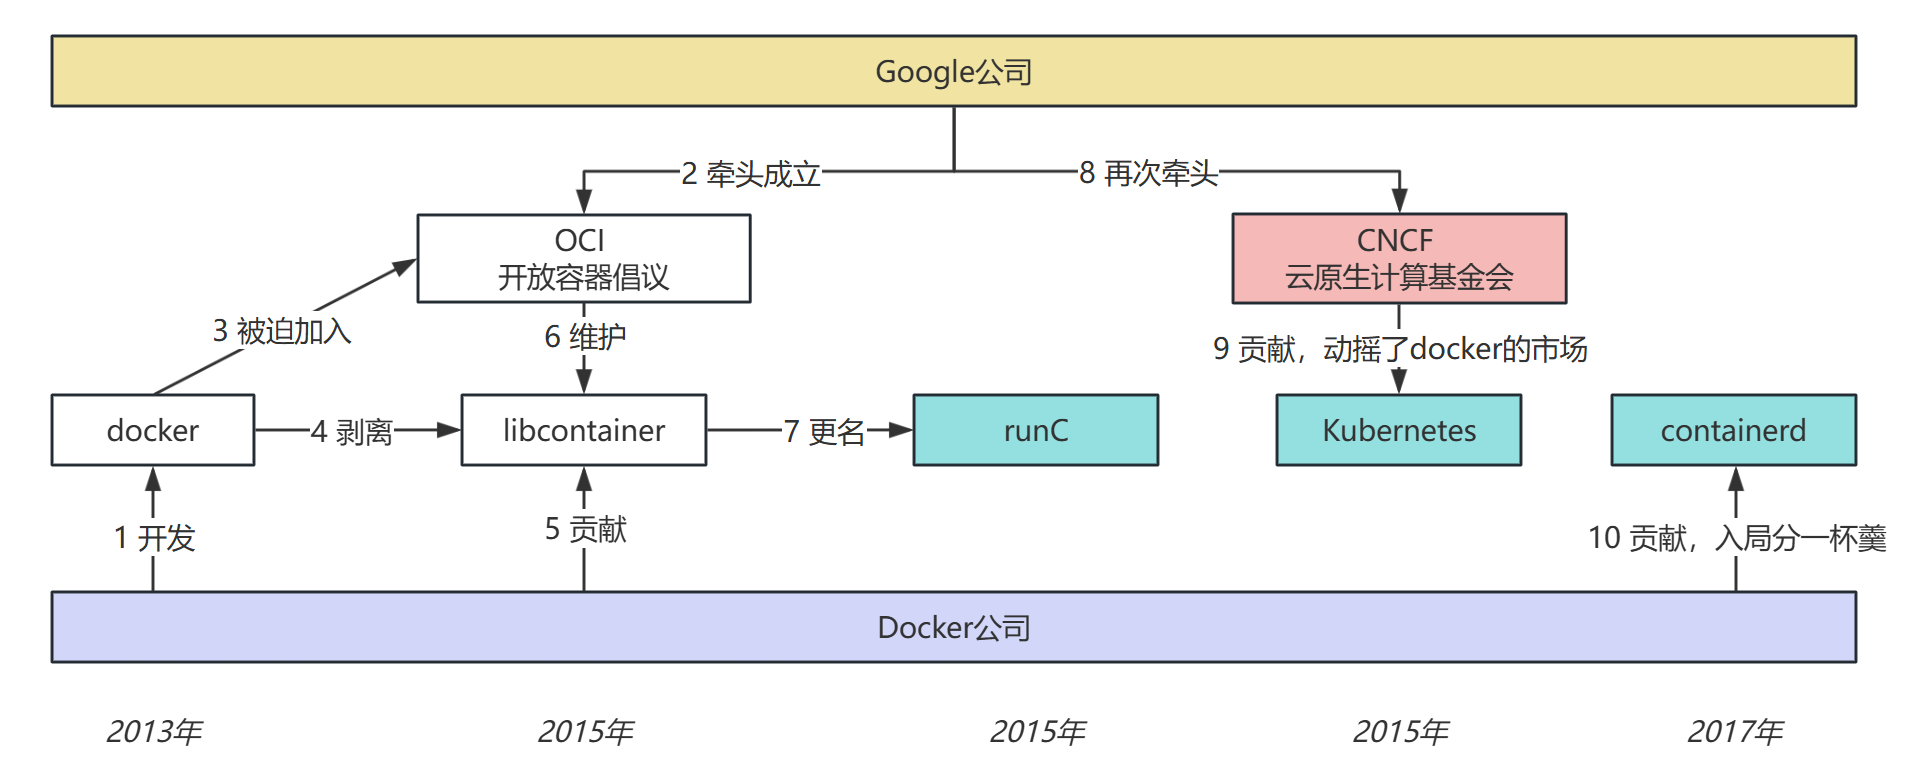 Google公司
2 牵头成立
8 再次牵头
OCI
开放容器倡议
CNCF
云原生计算基金会
3 被迫加入
6 维护
9 贡献，动摇了docker的市场
docker
4 剥离
libcontainer
7 更名
runC
Kubernetes
containerd
1 开发
5 贡献
10 贡献，入局分一杯羹
Docker公司
2013年
2015年
2015年
2015年
2017年